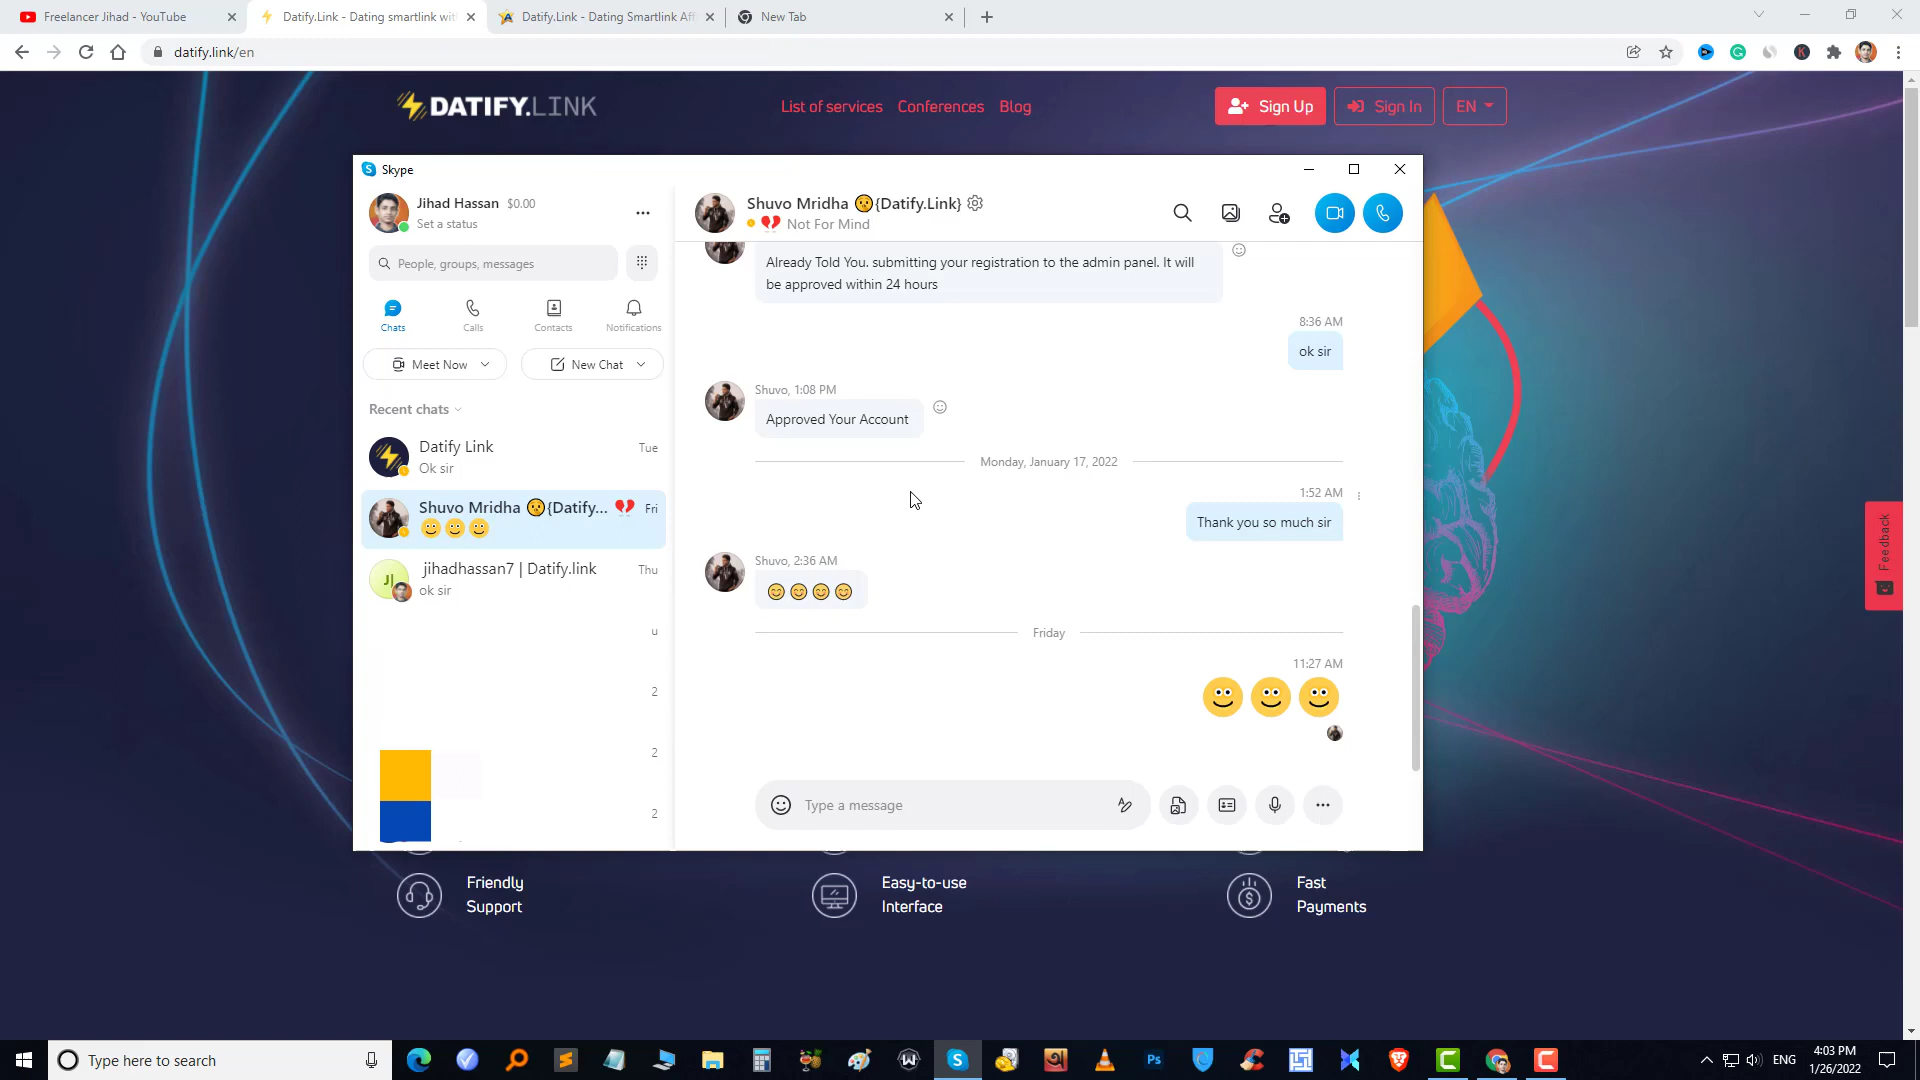 Freelancer Jihad - YouTube
Datify.Link - Dating smartlink wit
Datify.Link - Dating Smartlink Aff
New Tab
datify.link/en
DATIFY.LINK
List of services
Conferences
Blog
Sign Up
Sign In
EN
Skype
Jihad Hassan $0.00
Set a status
People, groups, messages
Chats
Calls
Contacts
Notifications
Meet Now
New Chat
Recent chats
Datify Link
Tue
Ok sir
Shuvo Mridha 🤫{Datify... 💔
Fri
🙂 🙂 🙂
JI
jihadhassan7 | Datify.link
Thu
ok sir
u
2
2
2
Shuvo Mridha 🤫{Datify.Link}
💔 Not For Mind
Already Told You. submitting your registration to the admin panel. It will
be approved within 24 hours
8:36 AM
ok sir
Shuvo, 1:08 PM
Approved Your Account
Monday, January 17, 2022
1:52 AM
Thank you so much sir
Shuvo, 2:36 AM
😊 😊 😊 😊
Friday
11:27 AM
🙂 🙂 🙂
Type a message
Feedback
Friendly
Support
Easy-to-use
Interface
Fast
Payments
Type here to search
Ps
ENG
4:03 PM
1/26/2022